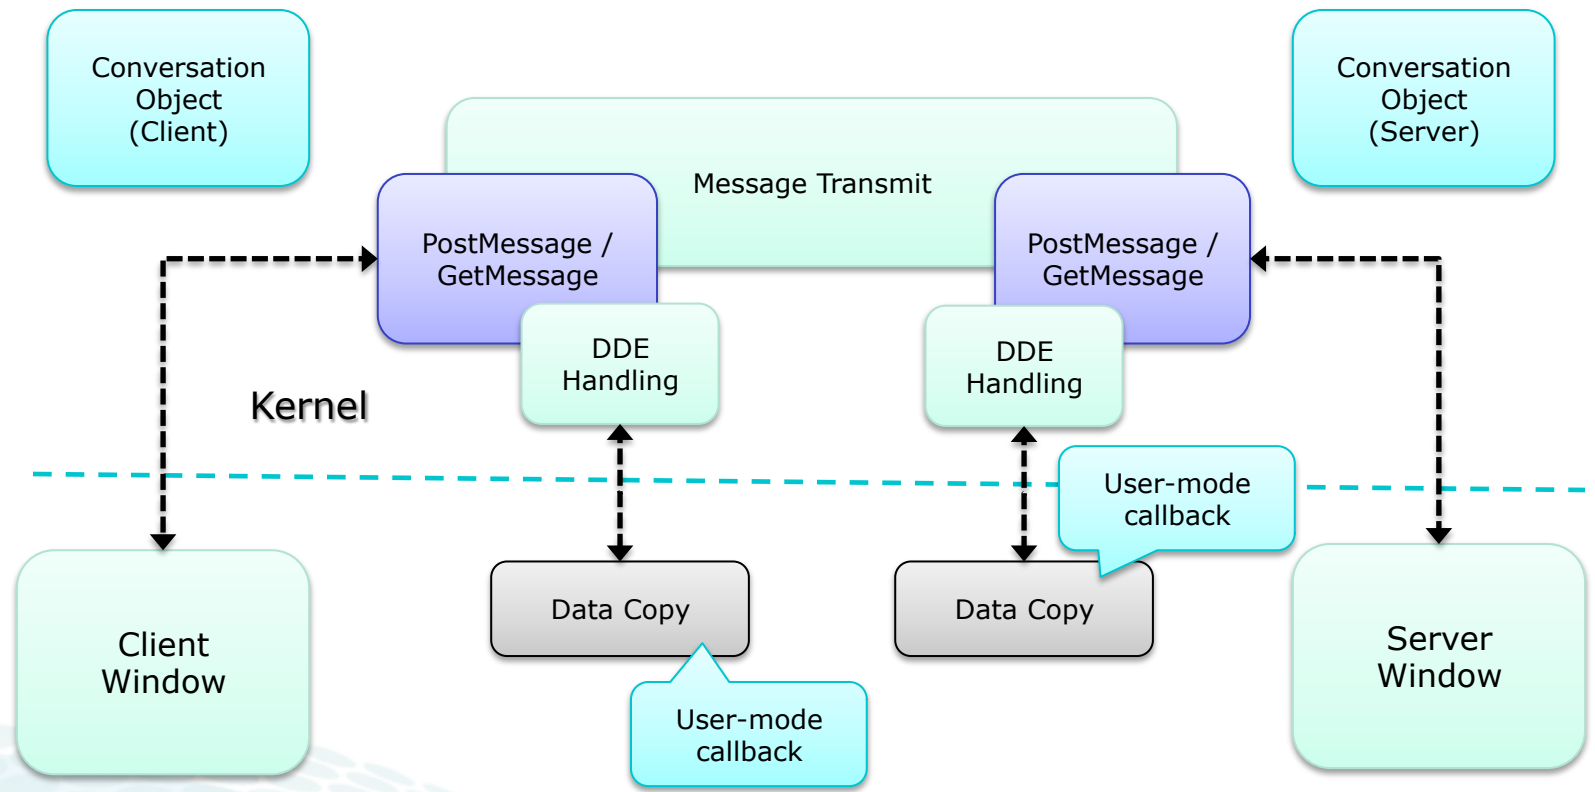 Conversation
Object
(Client)
Conversation
Object
(Server)
Message Transmit
PostMessage /
GetMessage
PostMessage /
GetMessage
DDE
Handling
DDE
Handling
Kernel
User-mode
callback
Client
Window
Data Copy
Data Copy
Server
Window
User-mode
callback